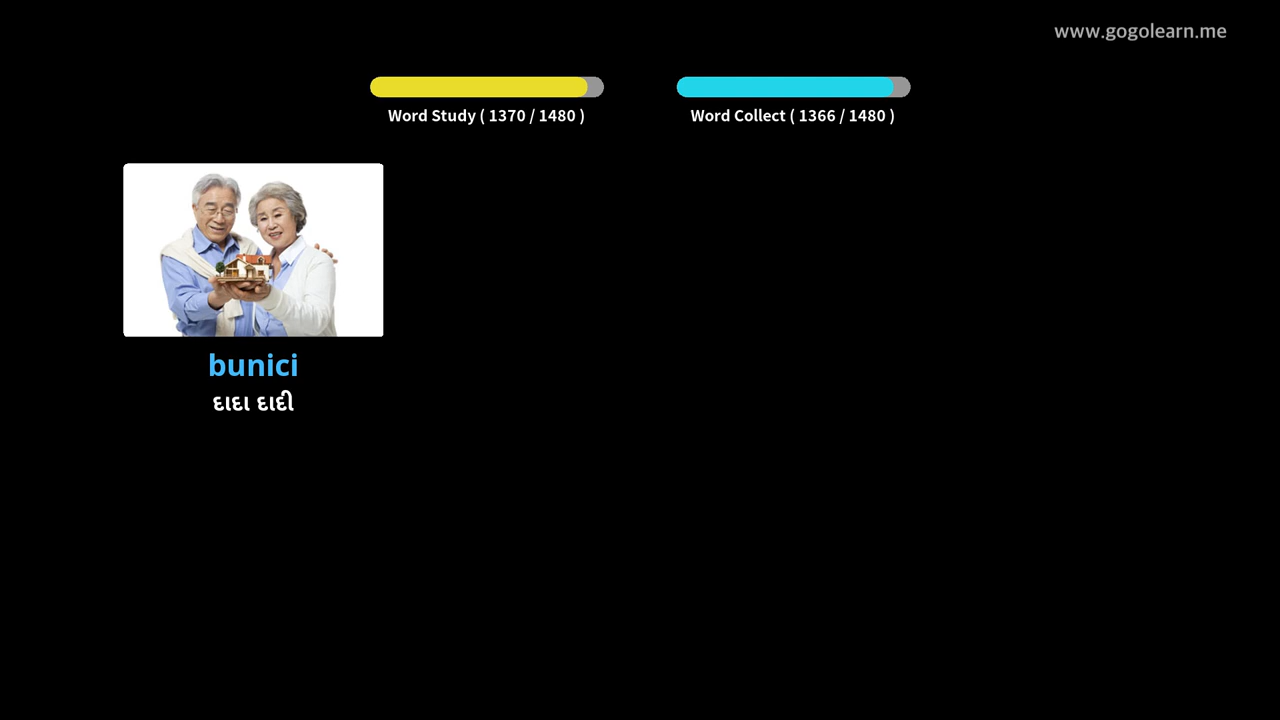 www.gogolearn.me
Word Study ( 1370 / 1480 )
Word Collect ( 1366 / 1480 )
bunici
દાદા દાદી